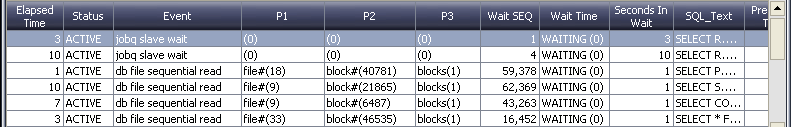 Elapsed Time Status Event P1 P2 P3 Wait SEQ Wait Time Seconds In Wait SQL_Text Pre T
3 ACTIVE jobq slave wait (0) (0) (0) 1 WAITING (0) 3 SELECT R....
10 ACTIVE jobq slave wait (0) (0) (0) 4 WAITING (0) 10 SELECT R....
1 ACTIVE db file sequential read file#(18) block#(40781) blocks(1) 59,378 WAITING (0) 1 SELECT P....
10 ACTIVE db file sequential read file#(9) block#(21865) blocks(1) 62,369 WAITING (0) 1 SELECT S....
7 ACTIVE db file sequential read file#(9) block#(6487) blocks(1) 43,263 WAITING (0) 1 SELECT CO...
3 ACTIVE db file sequential read file#(33) block#(46535) blocks(1) 16,452 WAITING (0) 1 SELECT * F...